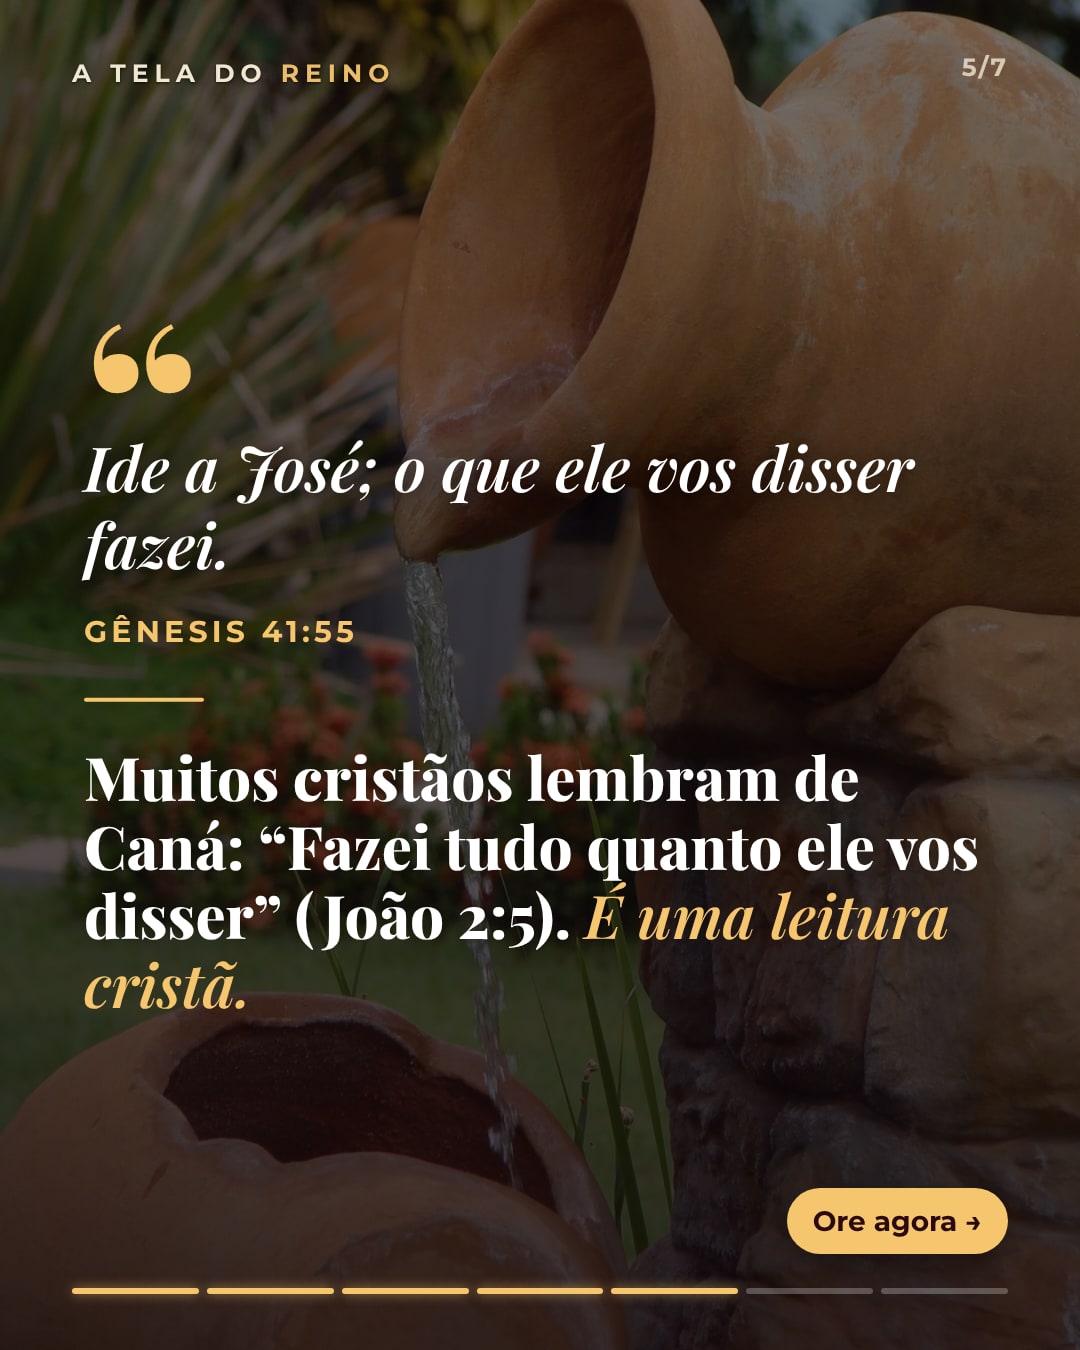 A TELA DO REINO
5/7
“
Ide a José; o que ele vos disser
fazei.
GÊNESIS 41:55
Muitos cristãos lembram de
Caná: “Fazei tudo quanto ele vos
disser” (João 2:5). É uma leitura
cristã.
Ore agora →